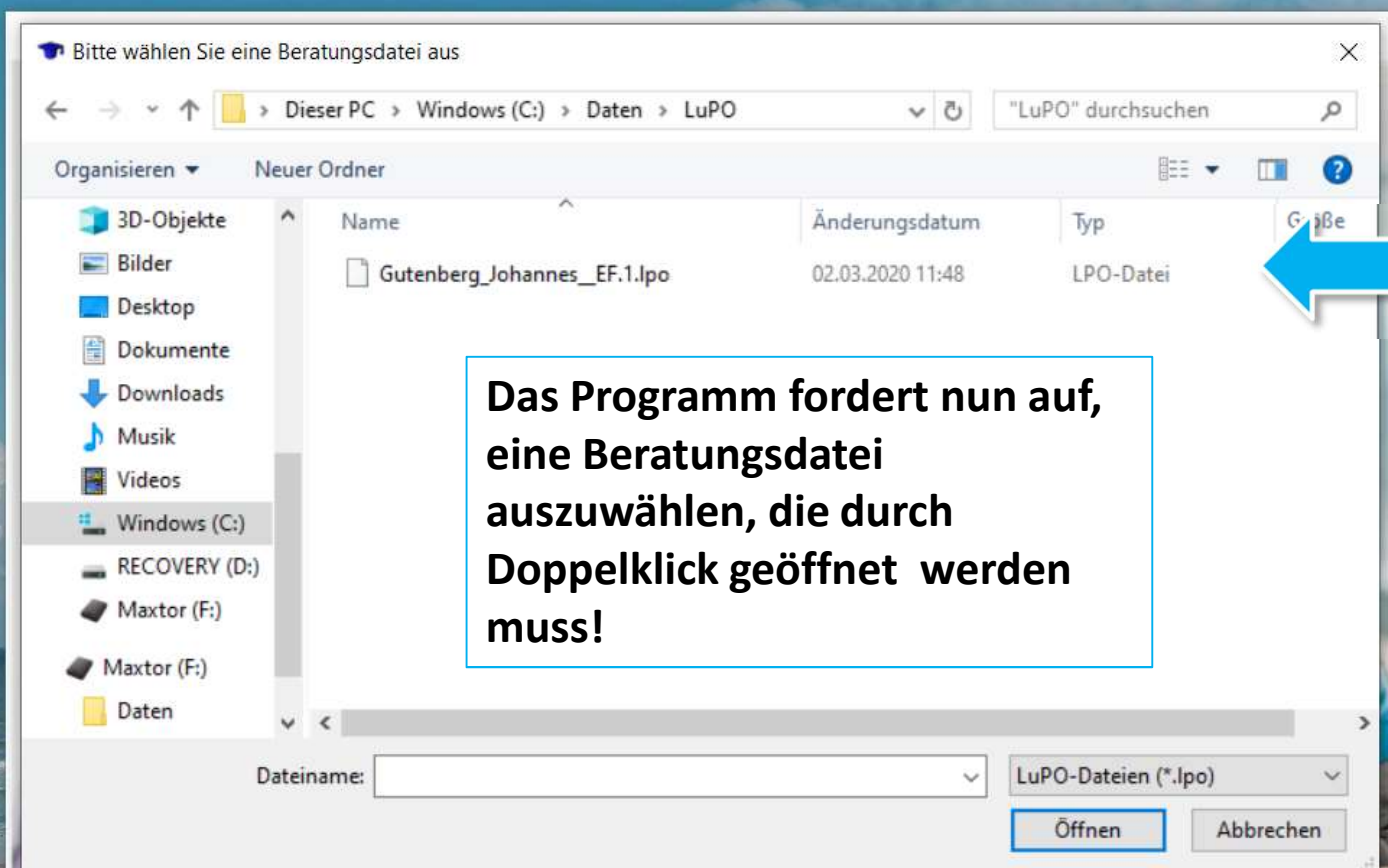 Bitte wählen Sie eine Beratungsdatei aus
Dieser PC > Windows (C:) > Daten > LuPO
"LuPO" durchsuchen
Organisieren
Neuer Ordner
Name
Änderungsdatum
Typ
Größe
Gutenberg_Johannes__EF.1.lpo
02.03.2020 11:48
LPO-Datei
3D-Objekte
Bilder
Desktop
Dokumente
Downloads
Musik
Videos
Windows (C:)
RECOVERY (D:)
Maxtor (F:)
Maxtor (F:)
Daten
Das Programm fordert nun auf,
eine Beratungsdatei
auszuwählen, die durch
Doppelklick geöffnet werden
muss!
Dateiname:
LuPO-Dateien (*.lpo)
Öffnen
Abbrechen